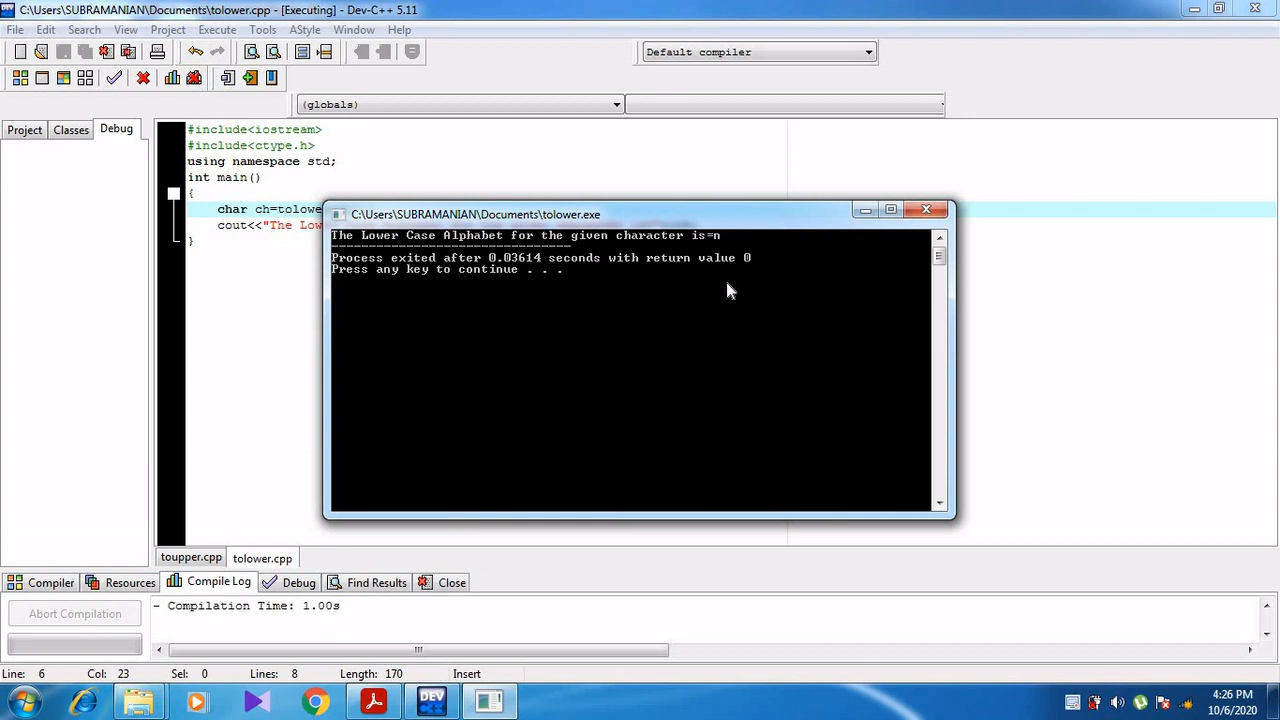 C:\Users\SUBRAMANIAN\Documents\tolower.cpp - [Executing] - Dev-C++ 5.11
File Edit Search View Project Execute Tools AStyle Window Help
Default compiler
(globals)
Project Classes Debug
#include<iostream>
#include<ctype.h>
using namespace std;
int main()
{
char ch=tolowe
cout<<"The Low
}
C:\Users\SUBRAMANIAN\Documents\tolower.exe
The Lower Case Alphabet for the given character is=n
--------------------------------
Process exited after 0.03614 seconds with return value 0
Press any key to continue . . .
toupper.cpp tolower.cpp
Compiler Resources Compile Log Debug Find Results Close
Abort Compilation
- Compilation Time: 1.00s
Line: 6 Col: 23 Sel: 0 Lines: 8 Length: 170 Insert
DEV
4:26 PM
10/6/2020